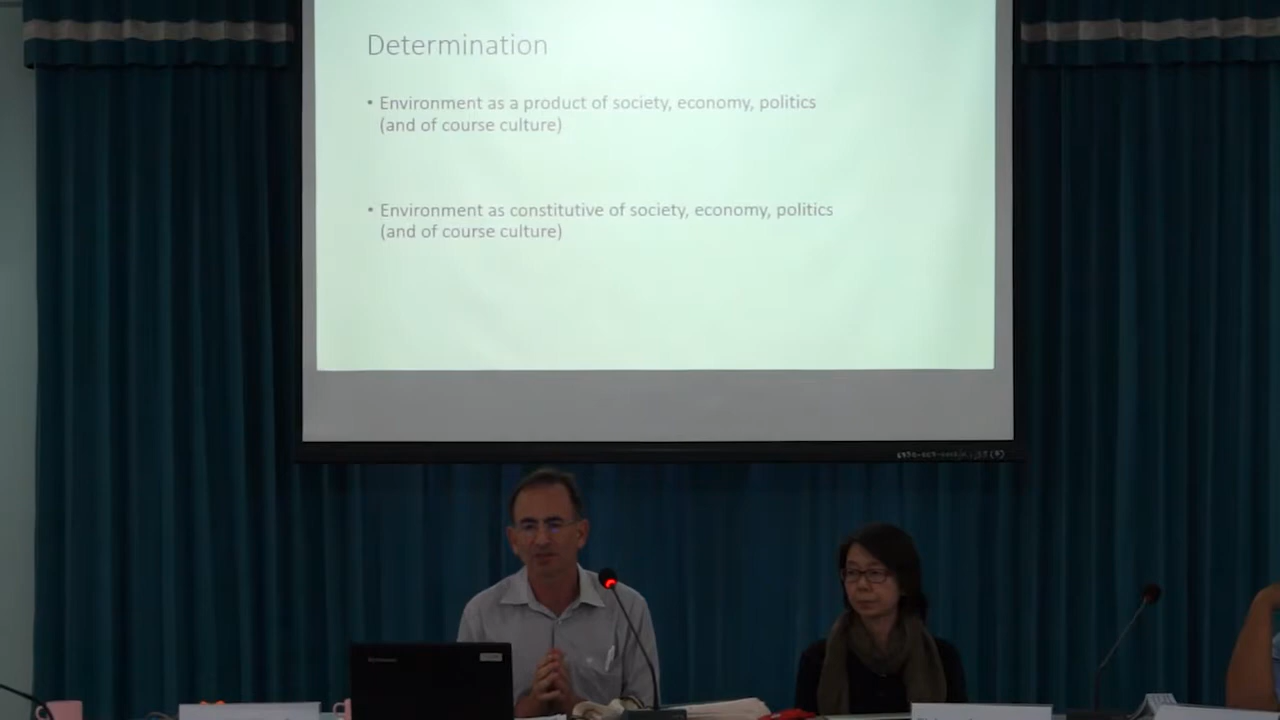 Determination
• Environment as a product of society, economy, politics
(and of course culture)
• Environment as constitutive of society, economy, politics
(and of course culture)